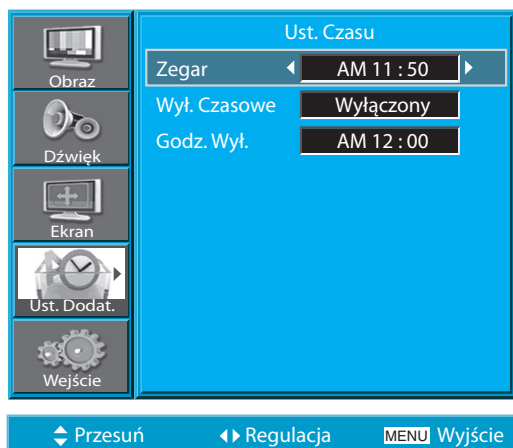 Obraz
Dźwięk
Ekran
Ust. Dodat.
Wejście
Ust. Czasu
Zegar AM 11 : 50
Wył. Czasowe Wyłączony
Godz. Wył. AM 12 : 00
Przesuń Regulacja MENU Wyjście